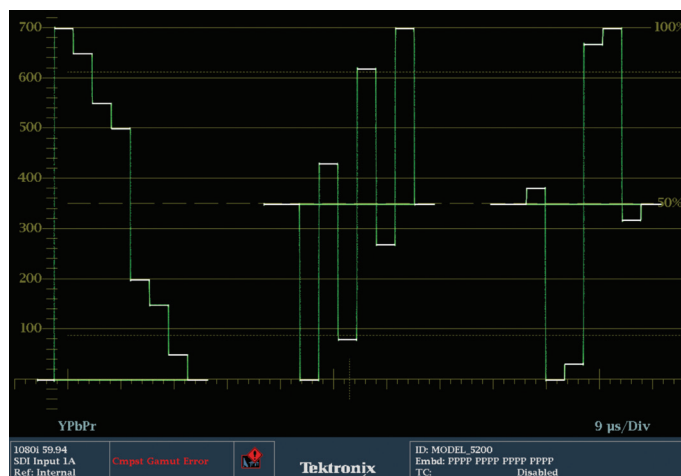 700
100%
600
500
400
300
50%
200
100
YPbPr
9 µs/Div
1080i 59.94
SDI Input 1A
Ref: Internal
Cmpst Gamut Error
Tektronix
ID: MODEL_5200
Embd: PPPP PPPP PPPP PPPP
TC: Disabled